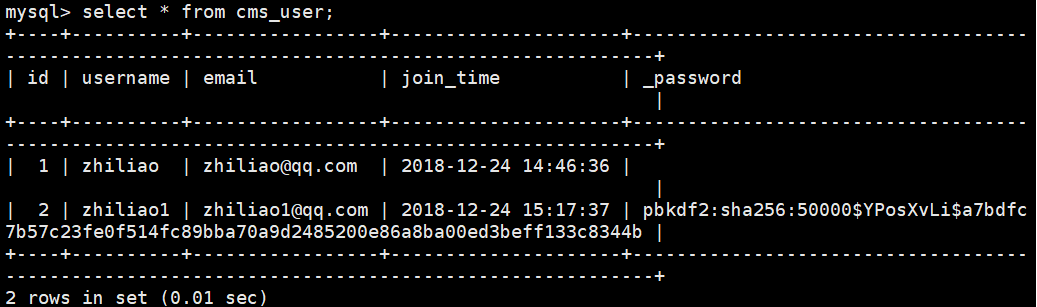 mysql> select * from cms_user;
+----+----------+-----------------+---------------------+-----------------------------------
-----------------------------------------------------------+
| id | username | email           | join_time           | _password
                                                           |
+----+----------+-----------------+---------------------+-----------------------------------
-----------------------------------------------------------+
|  1 | zhiliao  | zhiliao@qq.com  | 2018-12-24 14:46:36 |
                                                           |
|  2 | zhiliao1 | zhiliao1@qq.com | 2018-12-24 15:17:37 | pbkdf2:sha256:50000$YPosXvLi$a7bdfc
7b57c23fe0f514fc89bba70a9d2485200e86a8ba00ed3beff133c8344b |
+----+----------+-----------------+---------------------+-----------------------------------
-----------------------------------------------------------+
2 rows in set (0.01 sec)